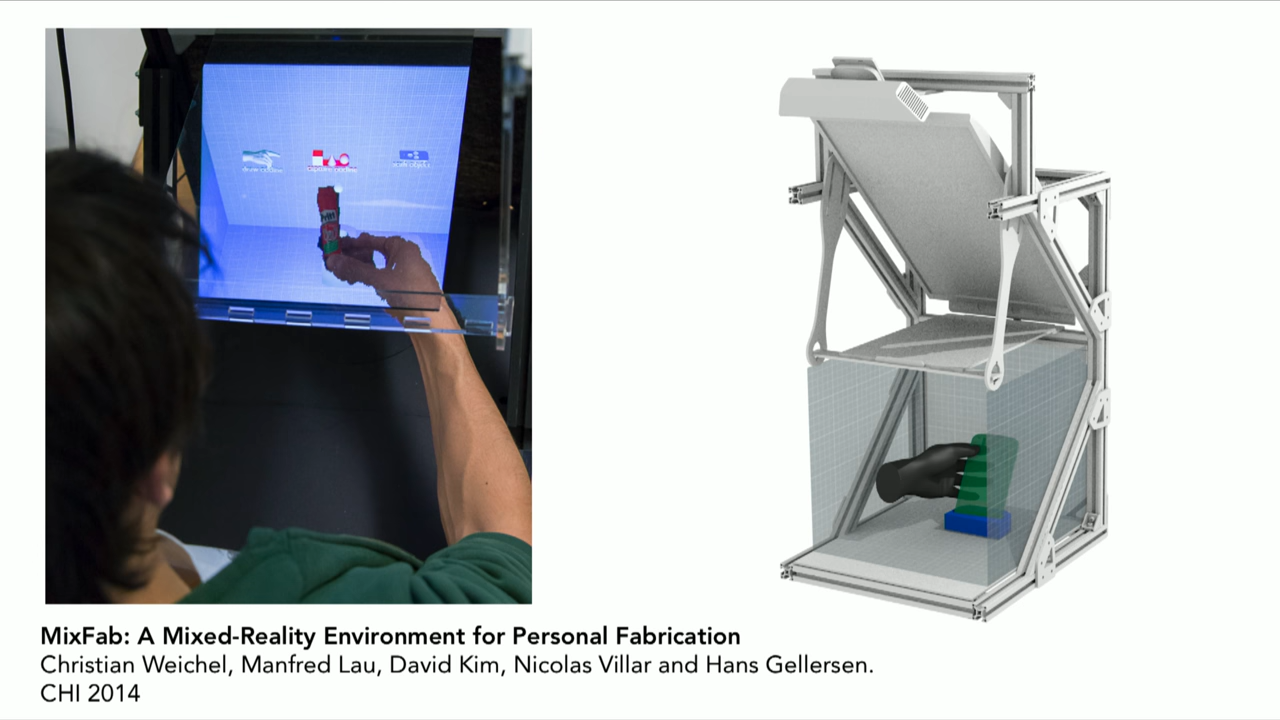 MixFab: A Mixed-Reality Environment for Personal Fabrication
Christian Weichel, Manfred Lau, David Kim, Nicolas Villar and Hans Gellersen.
CHI 2014